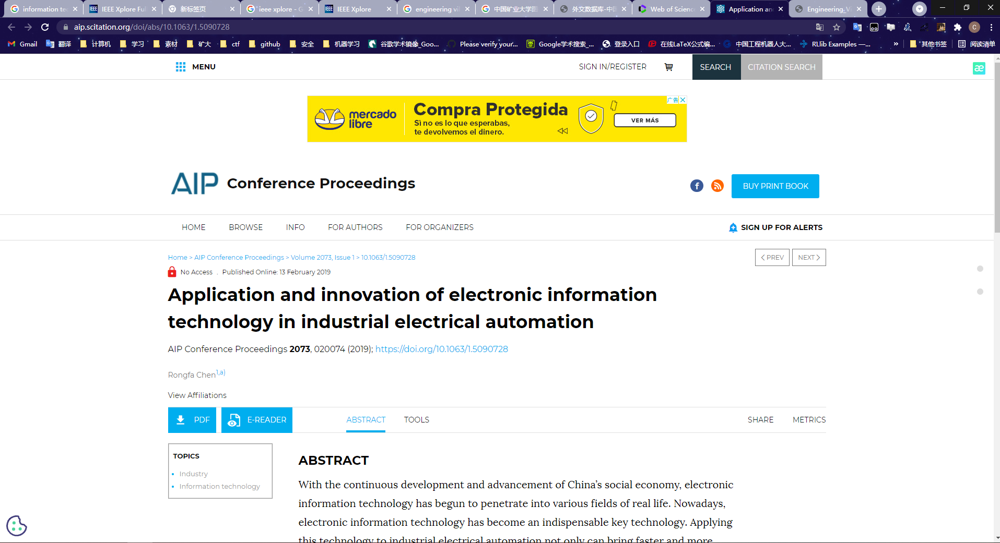 information te
IEEE Xplore Ful
新标签页
ieee xplore - G
IEEE Xplore
engineering vil
中国矿业大学图
外文数据库-中国
Web of Science
Application an
Engineering Vi
aip.scitation.org/doi/abs/10.1063/1.5090728
C
Gmail
翻译
计算机
学习
素材
矿大
ctf
github
安全
机器学习
谷歌学术镜像_Goo...
Please verify your...
Google学术搜索_...
登录入口
在线LaTeX公式编...
中国工程机器人大...
RLlib Examples —...
»
其他书签
阅读清单
MENU
SIGN IN/REGISTER
SEARCH
CITATION SEARCH
æ
广告
mercado
libre
Compra Protegida
Si no es lo que esperabas,
te devolvemos el dinero.
VER MÁS
AIP
Conference Proceedings
BUY PRINT BOOK
HOME
BROWSE
INFO
FOR AUTHORS
FOR ORGANIZERS
SIGN UP FOR ALERTS
Home > AIP Conference Proceedings > Volume 2073, Issue 1 > 10.1063/1.5090728
< PREV
NEXT >
No Access . Published Online: 13 February 2019
Application and innovation of electronic information
technology in industrial electrical automation
AIP Conference Proceedings 2073, 020074 (2019); https://doi.org/10.1063/1.5090728
Rongfa Chen1,a)
View Affiliations
PDF
E-READER
ABSTRACT
TOOLS
SHARE
METRICS
TOPICS
• Industry
• Information technology
ABSTRACT
With the continuous development and advancement of China’s social economy, electronic
information technology has begun to penetrate into various fields of real life. Nowadays,
electronic information technology has become an indispensable key technology. Applying
this technology to industrial electrical automation not only can bring faster and more